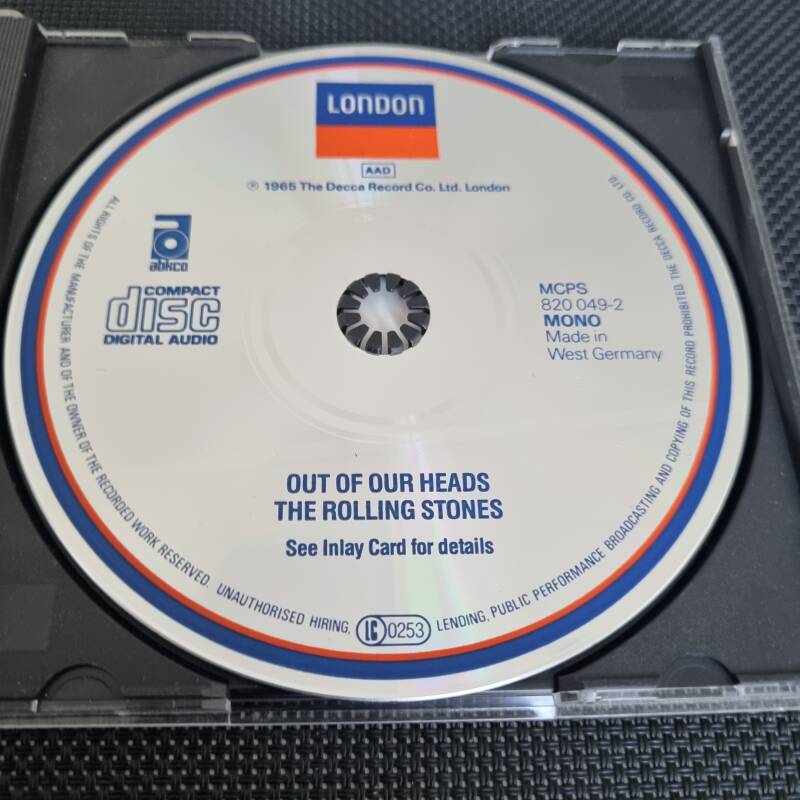 LONDON
AAD
℗ 1965 The Decca Record Co. Ltd. London
abkco
COMPACT
disc
DIGITAL AUDIO
MCPS
820 049-2
MONO
Made in
West Germany
OUT OF OUR HEADS
THE ROLLING STONES
See Inlay Card for details
ALL RIGHTS OF THE MANUFACTURER AND OF THE OWNER OF THE RECORDED WORK RESERVED. UNAUTHORISED HIRING, LENDING, PUBLIC PERFORMANCE BROADCASTING AND COPYING OF THIS RECORD PROHIBITED THE DECCA RECORD CO LTD.
LC 0253